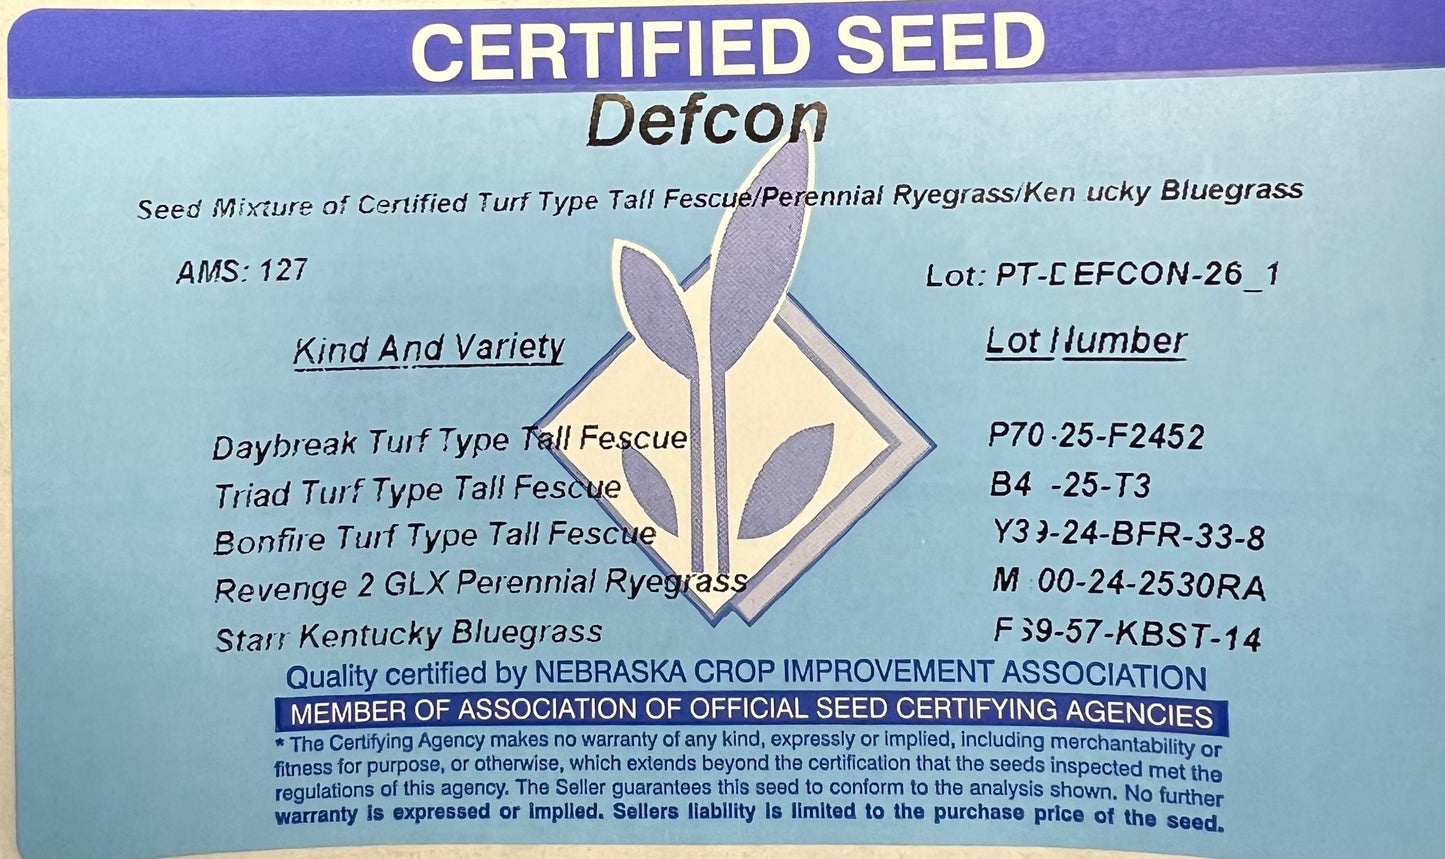 CERTIFIED SEED
Defcon
Seed Mixture of Certified Turf Type Tall Fescue/Perennial Ryegrass/Ken ucky Bluegrass
AMS: 127
Lot: PT-DEFCON-26_1
Kind And Variety
Lot Number
Daybreak Turf Type Tall Fescue P70-25-F2452
Triad Turf Type Tall Fescue -25-T3
Bonfire Turf Type Tall Fescue Y39-24-BFR-33-8
Revenge 2 GLX Perennial Ryegrass 00-24-2530RA
Starr Kentucky Bluegrass 9-57-KBST-14
Quality certified by NEBRASKA CROP IMPROVEMENT ASSOCIATION
MEMBER OF ASSOCIATION OF OFFICIAL SEED CERTIFYING AGENCIES
* The Certifying Agency makes no warranty of any kind, expressly or implied, including merchantability or
fitness for purpose, or otherwise, which extends beyond the certification that the seeds inspected met the
regulations of this agency. The Seller guarantees this seed to conform to the analysis shown. No further
warranty is expressed or implied. Sellers liability is limited to the purchase price of the seed.